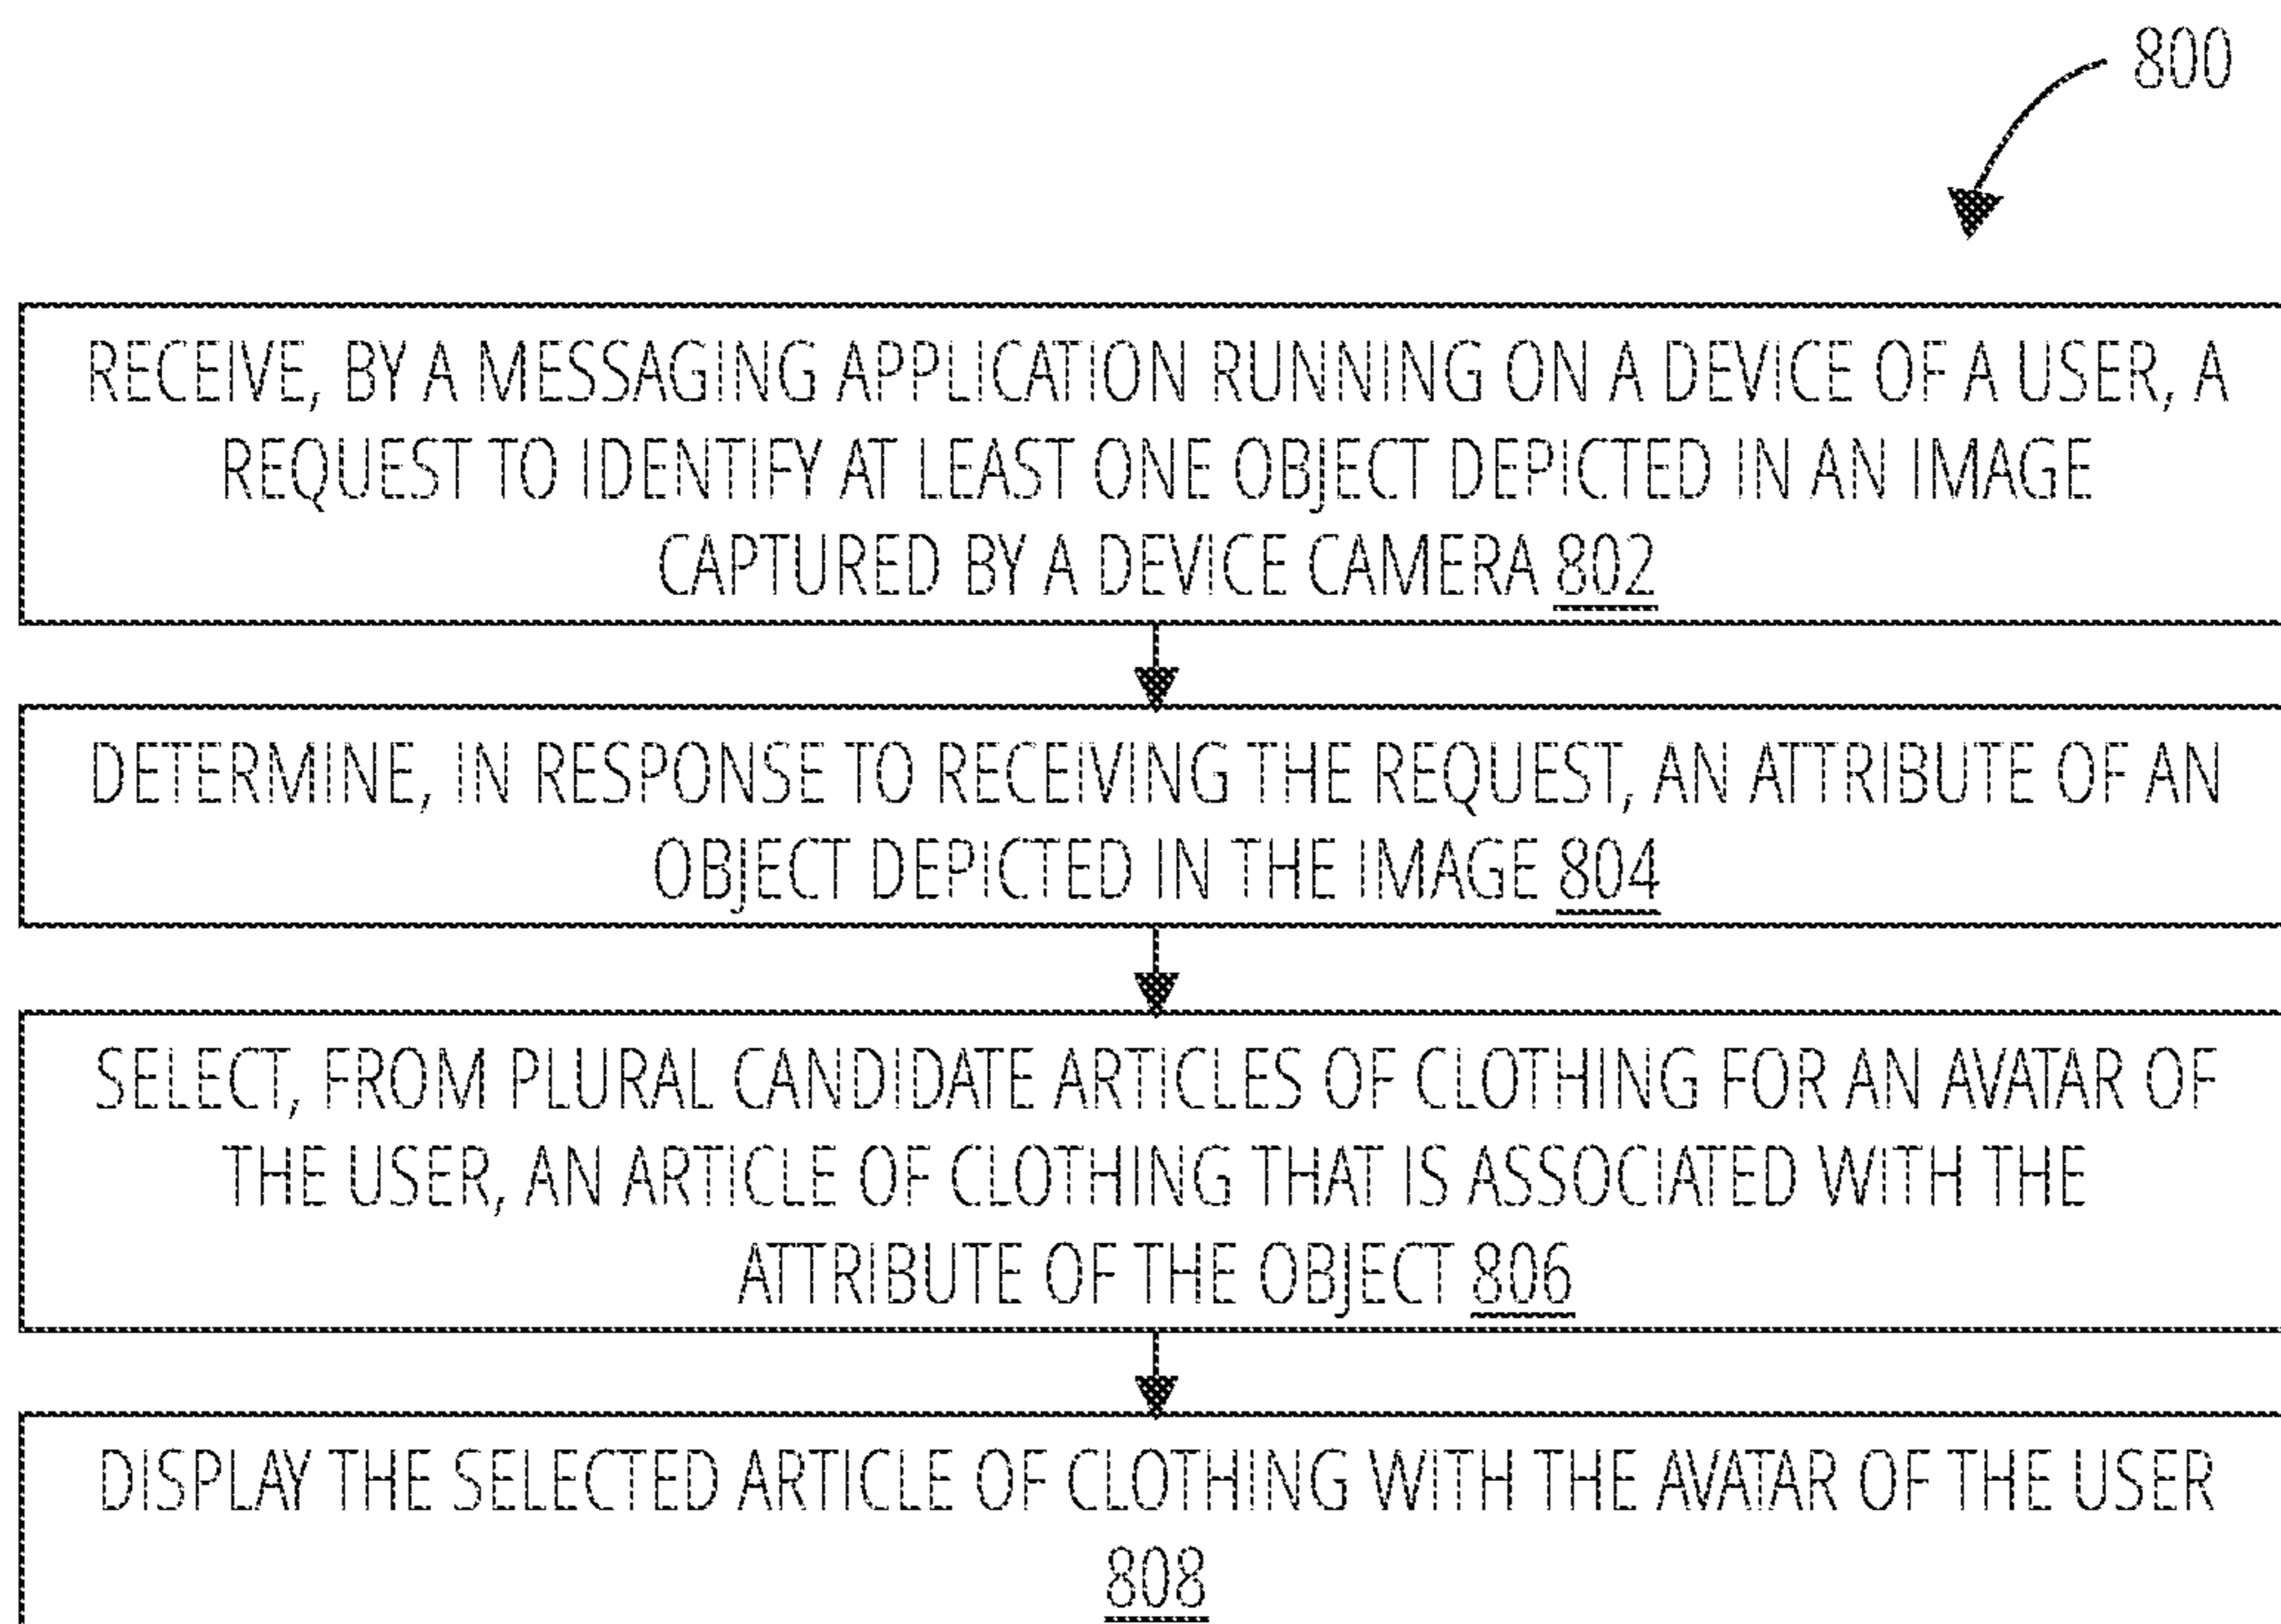 800
RECEIVE, BY A MESSAGING APPLICATION RUNNING ON A DEVICE OF A USER, A
REQUEST TO IDENTIFY AT LEAST ONE OBJECT DEPICTED IN AN IMAGE
CAPTURED BY A DEVICE CAMERA 802
DETERMINE, IN RESPONSE TO RECEIVING THE REQUEST, AN ATTRIBUTE OF AN
OBJECT DEPICTED IN THE IMAGE 804
SELECT, FROM PLURAL CANDIDATE ARTICLES OF CLOTHING FOR AN AVATAR OF
THE USER, AN ARTICLE OF CLOTHING THAT IS ASSOCIATED WITH THE
ATTRIBUTE OF THE OBJECT 806
DISPLAY THE SELECTED ARTICLE OF CLOTHING WITH THE AVATAR OF THE USER
808